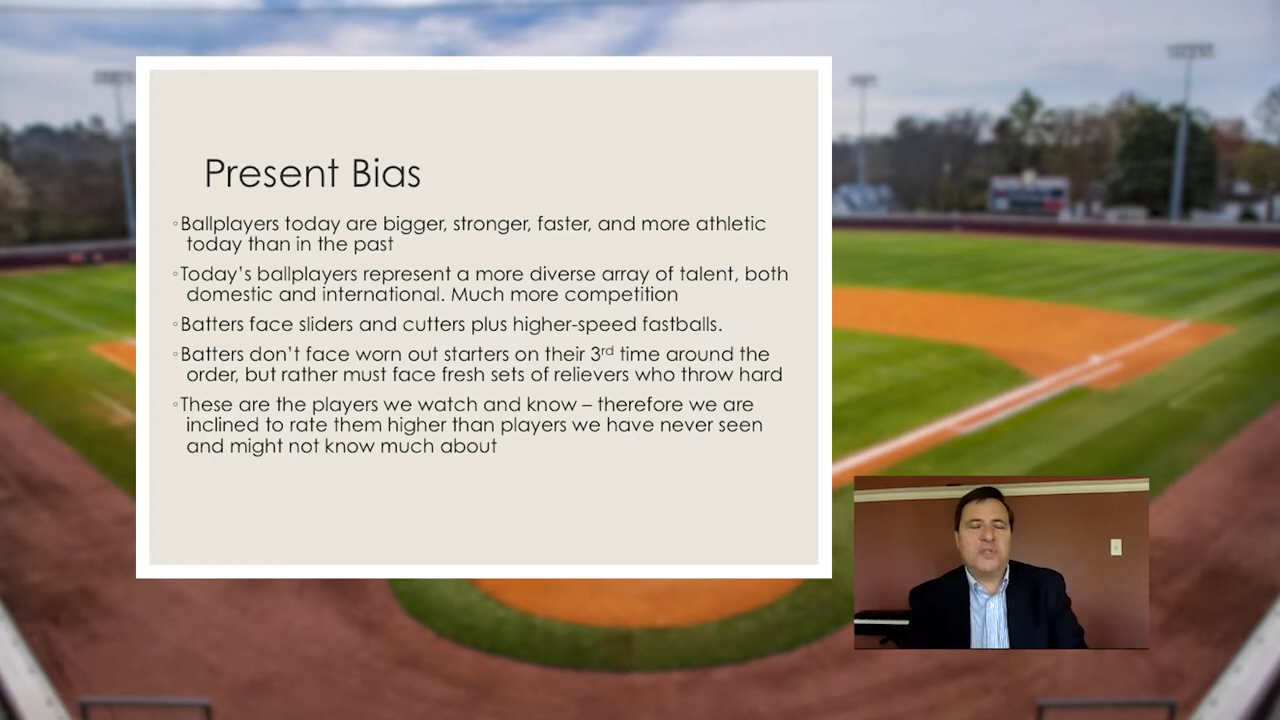 Present Bias
◦Ballplayers today are bigger, stronger, faster, and more athletic
today than in the past
◦Today’s ballplayers represent a more diverse array of talent, both
domestic and international. Much more competition
◦Batters face sliders and cutters plus higher-speed fastballs.
◦Batters don’t face worn out starters on their 3rd time around the
order, but rather must face fresh sets of relievers who throw hard
◦These are the players we watch and know – therefore we are
inclined to rate them higher than players we have never seen
and might not know much about